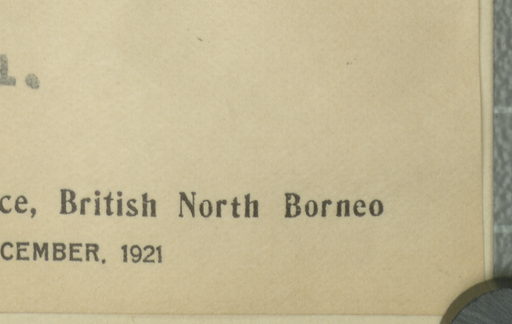 ce, British North Borneo
CEMBER, 1921